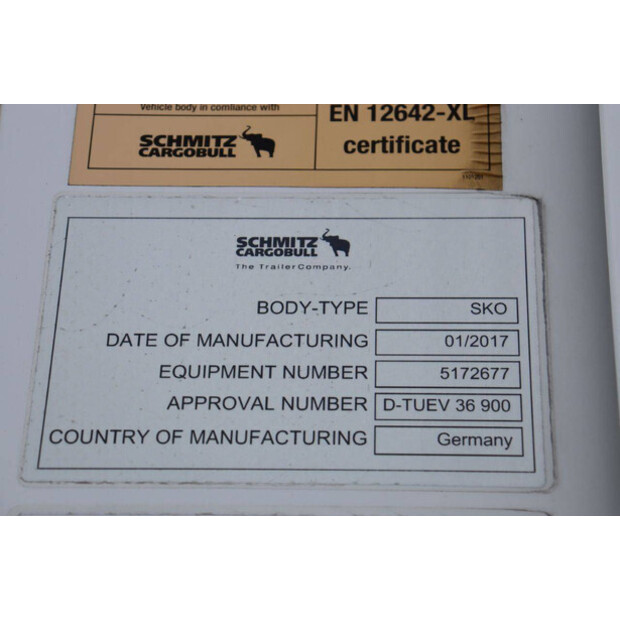 Vehicle body in comliance with
SCHMITZ
CARGOBULL
EN 12642-XL
certificate
SCHMITZ
CARGOBULL
The Trailer Company.
BODY-TYPE SKO
DATE OF MANUFACTURING 01/2017
EQUIPMENT NUMBER 5172677
APPROVAL NUMBER D-TUEV 36 900
COUNTRY OF MANUFACTURING Germany